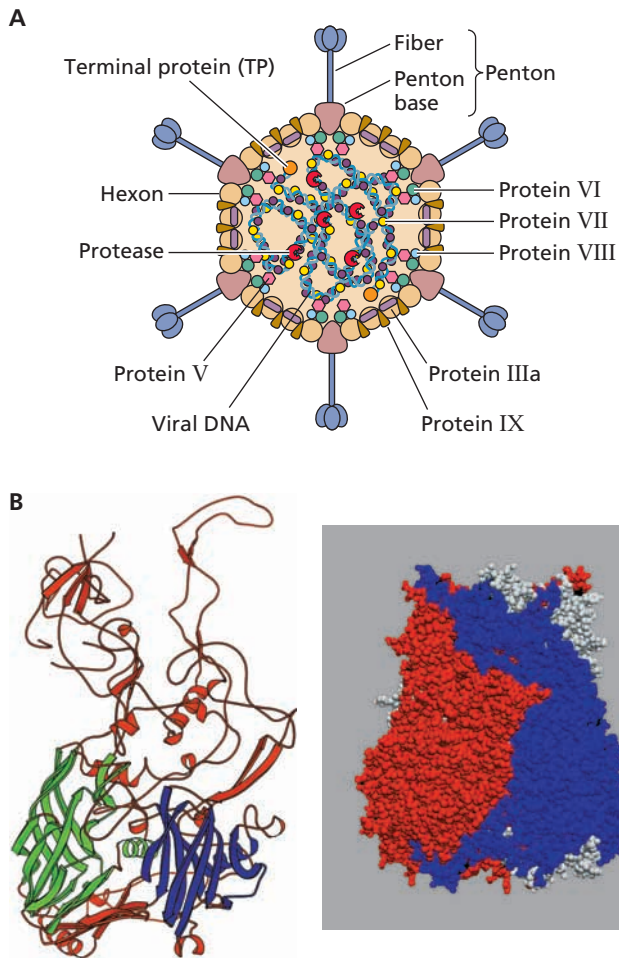 A
Fiber
Terminal protein (TP)
Penton
base
Penton
Hexon
Protein VI
Protein VII
Protease
Protein VIII
Protein V
Protein IIIa
Viral DNA
Protein IX
B